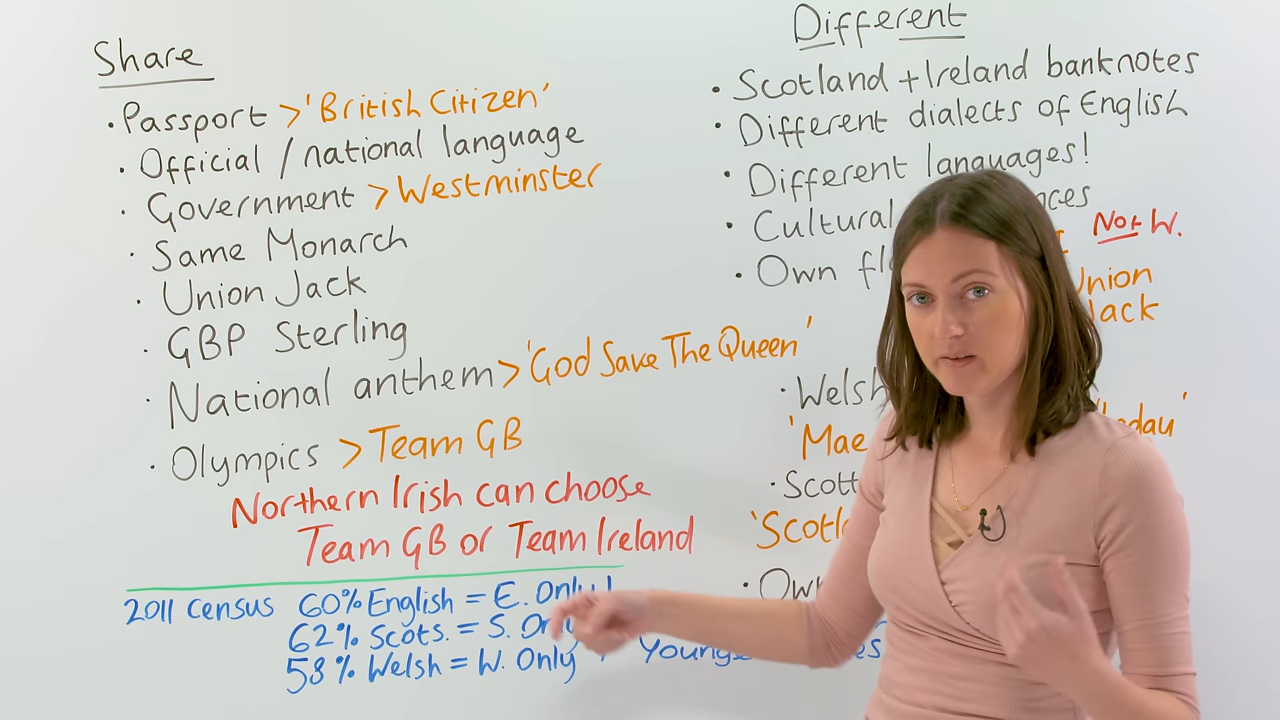 Share
• Passport > 'British Citizen'
• Official / national language
• Government > Westminster
• Same Monarch
• Union Jack
• GBP Sterling
• National anthem > 'God Save The Queen'
• Olympics > Team GB
Northern Irish can choose
Team GB or Team Ireland
2011 census 60% English = E. Only
62% Scots. = S.
58% Welsh = W. Only
Different
• Scotland + Ireland banknotes
• Different dialects of English
• Different languages!
• Cultural
Not W.
• Own
Union
Jack
• Welsh
'Mae
•
• Own